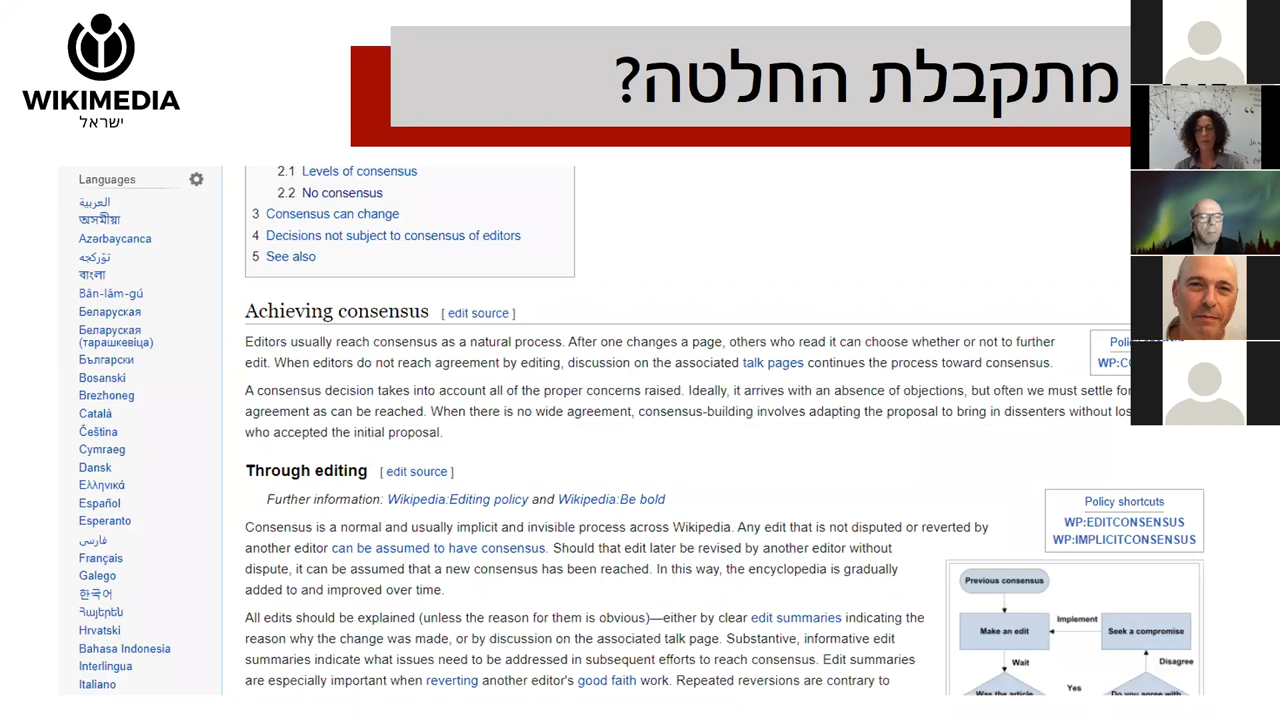 WIKIMEDIA
ישראל
מתקבלת החלטה?
Languages
العربية
অসমীয়া
Azərbaycanca
تۆرکجه
বাংলা
Bân-lâm-gú
Беларуская
Беларуская
(тарашкевіца)
Български
Bosanski
Brezhoneg
Català
Čeština
Cymraeg
Dansk
Ελληνικά
Español
Esperanto
فارسی
Français
Galego
한국어
Հայերեն
Hrvatski
Bahasa Indonesia
Interlingua
Italiano
2.1 Levels of consensus
2.2 No consensus
3 Consensus can change
4 Decisions not subject to consensus of editors
5 See also
Achieving consensus [ edit source ]
Editors usually reach consensus as a natural process. After one changes a page, others who read it can choose whether or not to further
edit. When editors do not reach agreement by editing, discussion on the associated talk pages continues the process toward consensus.
A consensus decision takes into account all of the proper concerns raised. Ideally, it arrives with an absence of objections, but often we must settle for
agreement as can be reached. When there is no wide agreement, consensus-building involves adapting the proposal to bring in dissenters without
who accepted the initial proposal.
Through editing [ edit source ]
Further information: Wikipedia:Editing policy and Wikipedia:Be bold
Consensus is a normal and usually implicit and invisible process across Wikipedia. Any edit that is not disputed or reverted by
another editor can be assumed to have consensus. Should that edit later be revised by another editor without
dispute, it can be assumed that a new consensus has been reached. In this way, the encyclopedia is gradually
added to and improved over time.
All edits should be explained (unless the reason for them is obvious)—either by clear edit summaries indicating the
reason why the change was made, or by discussion on the associated talk page. Substantive, informative edit
summaries indicate what issues need to be addressed in subsequent efforts to reach consensus. Edit summaries
are especially important when reverting another editor's good faith work. Repeated reversions are contrary to
Policy shortcuts
WP:EDITCONSENSUS
WP:IMPLICITCONSENSUS
Previous consensus
Make an edit
Implement
Seek a compromise
Wait
Disagree
Was the article
Yes
Do you agree with